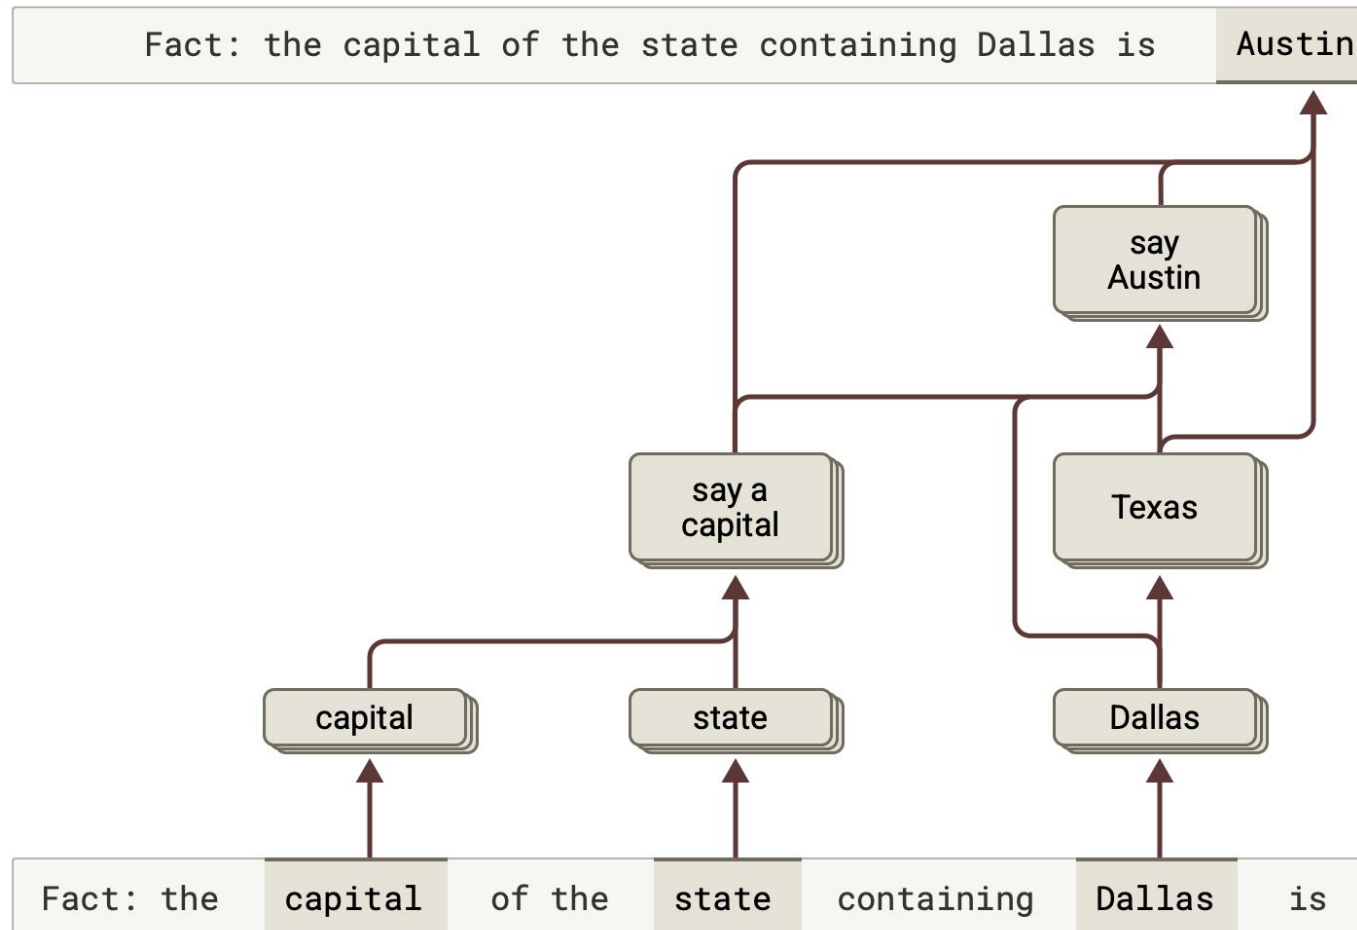 Fact: the capital of the state containing Dallas is Austin
say
Austin
say a
capital
Texas
capital
state
Dallas
Fact: the capital of the state containing Dallas is